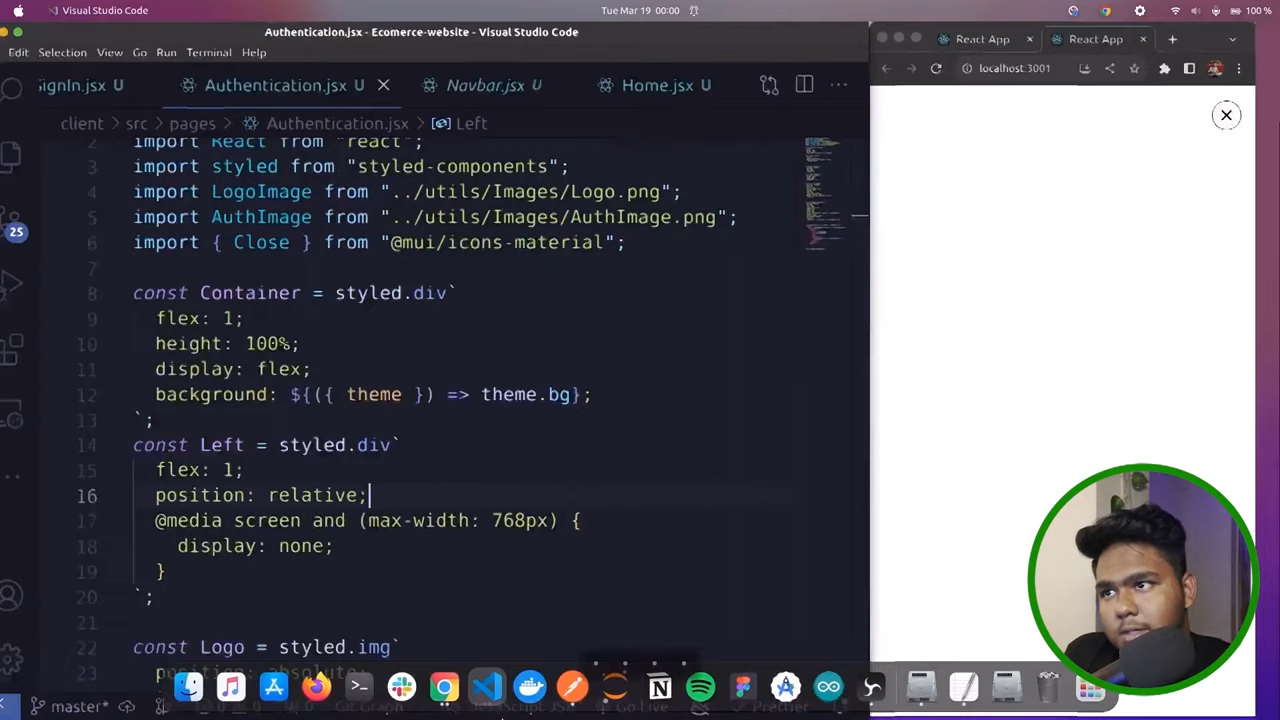 Visual Studio Code
Tue Mar 19 00:00
100 %
Authentication.jsx - Ecomerce-website - Visual Studio Code
Edit Selection View Go Run Terminal Help
SignIn.jsx U
Authentication.jsx U
Navbar.jsx U
Home.jsx U
client src pages Authentication.jsx Left
2 import React from "react";
3 import styled from "styled-components";
4 import LogoImage from "../utils/Images/Logo.png";
5 import AuthImage from "../utils/Images/AuthImage.png";
6 import { Close } from "@mui/icons-material";
7
8 const Container = styled.div`
9 flex: 1;
10 height: 100%;
11 display: flex;
12 background: ${({ theme }) => theme.bg};
13 `;
14 const Left = styled.div`
15 flex: 1;
16 position: relative;
17 @media screen and (max-width: 768px) {
18 display: none;
19 }
20 `;
21
22 const Logo = styled.img`
23 position: absolute;
25
master*
Go Live
Prettier
React App
React App
localhost:3001